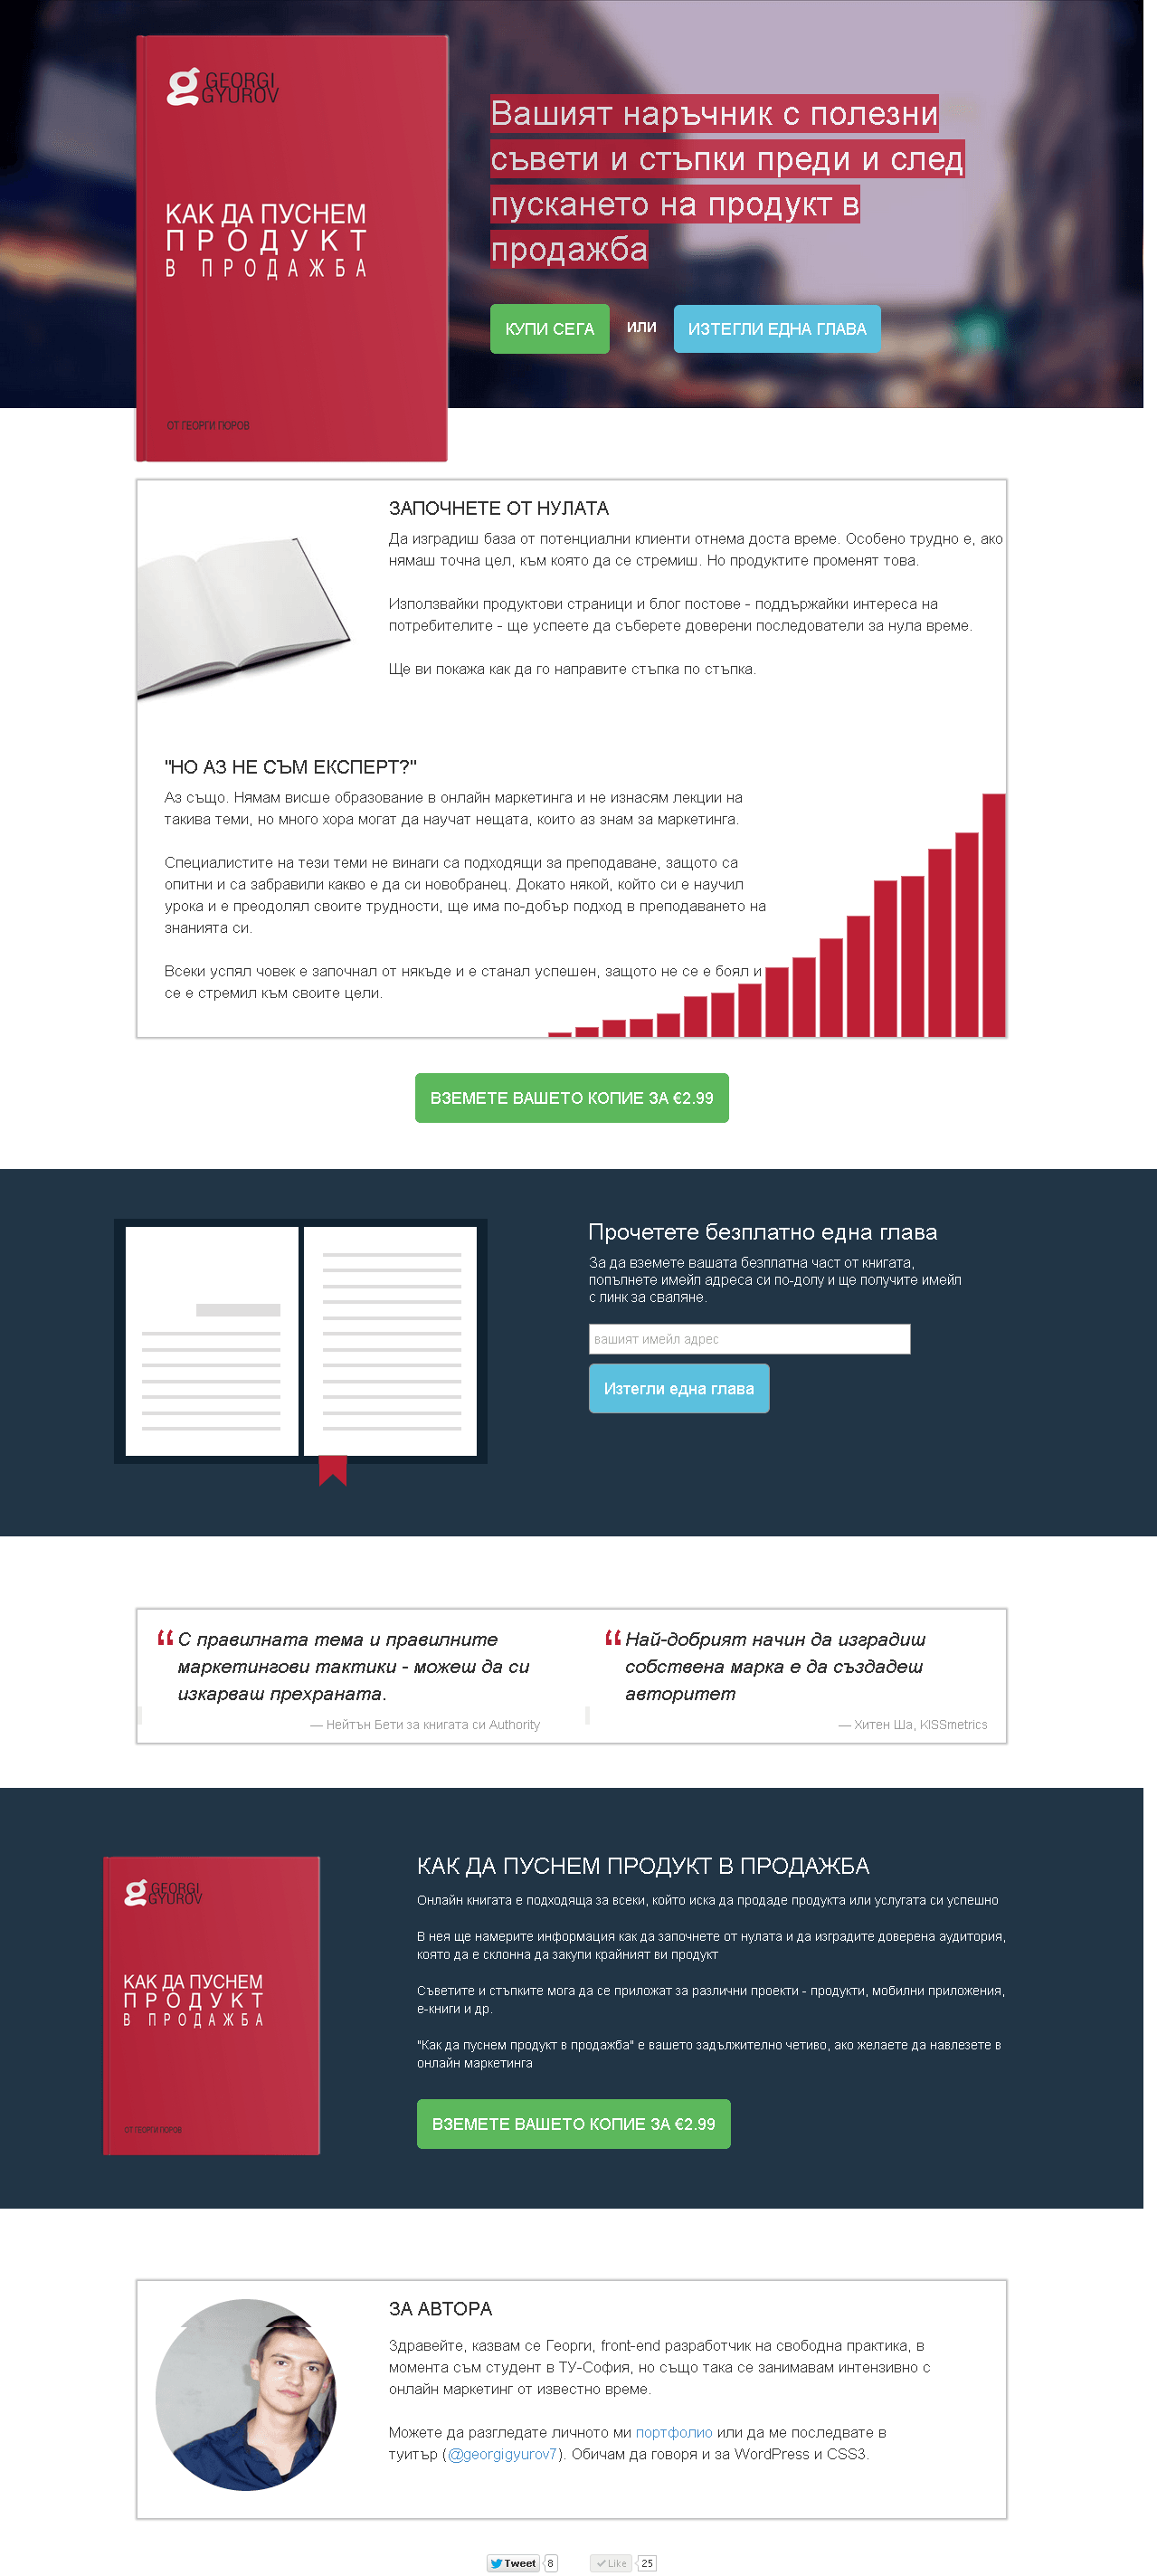 GEORGI
GYUROV
КАК ДА ПУСНЕМ
ПРОДУКТ
В ПРОДАЖБА
ОТ ГЕОРГИ ГЮРОВ
Вашият наръчник с полезни
съвети и стъпки преди и след
пускането на продукт в
продажба
КУПИ СЕГА
ИЛИ
ИЗТЕГЛИ ЕДНА ГЛАВА
ЗАПОЧНЕТЕ ОТ НУЛАТА
Да изградиш база от потенциални клиенти отнема доста време. Особено трудно е, ако
нямаш точна цел, към която да се стремиш. Но продуктите променят това.
Използвайки продуктови страници и блог постове - поддържайки интереса на
потребителите - ще успеете да съберете доверени последователи за нула време.
Ще ви покажа как да го направите стъпка по стъпка.
"НО АЗ НЕ СЪМ ЕКСПЕРТ?"
Аз също. Нямам висше образование в онлайн маркетинга и не изнасям лекции на
такива теми, но много хора могат да научат нещата, които аз знам за маркетинга.
Специалистите на тези теми не винаги са подходящи за преподаване, защото са
опитни и са забравили какво е да си новобранец. Докато някой, който си е научил
урока и е преодолял своите трудности, ще има по-добър подход в преподаването на
знанията си.
Всеки успял човек е започнал от някъде и е станал успешен, защото не се е боял и
се е стремил към своите цели.
ВЗЕМЕТЕ ВАШЕТО КОПИЕ ЗА €2.99
Прочетете безплатно една глава
За да вземете вашата безплатна част от книгата,
попълнете имейл адреса си по-долу и ще получите имейл
с линк за сваляне.
вашият имейл адрес
Изтегли една глава
“ С правилната тема и правилните
маркетингови тактики - можеш да си
изкарваш прехраната.
— Нейтън Бети за книгата си Authority
“ Най-добрият начин да изградиш
собствена марка е да създадеш
авторитет
— Хитен Ша, KISSmetrics
GEORGI
GYUROV
КАК ДА ПУСНЕМ
ПРОДУКТ
В ПРОДАЖБА
ОТ ГЕОРГИ ГЮРОВ
КАК ДА ПУСНЕМ ПРОДУКТ В ПРОДАЖБА
Онлайн книгата е подходяща за всеки, който иска да продаде продукта или услугата си успешно
В нея ще намерите информация как да започнете от нулата и да изградите доверена аудитория,
която да е склонна да закупи крайният ви продукт
Съветите и стъпките мога да се приложат за различни проекти - продукти, мобилни приложения,
е-книги и др.
"Как да пуснем продукт в продажба" е вашето задължително четиво, ако желаете да навлезете в
онлайн маркетинга
ВЗЕМЕТЕ ВАШЕТО КОПИЕ ЗА €2.99
ЗА АВТОРА
Здравейте, казвам се Георги, front-end разработчик на свободна практика, в
момента съм студент в ТУ-София, но също така се занимавам интензивно с
онлайн маркетинг от известно време.
Можете да разгледате личното ми портфолио или да ме последвате в
туитър (@georgigyurov7). Обичам да говоря и за WordPress и CSS3.
Tweet 8
Like 25